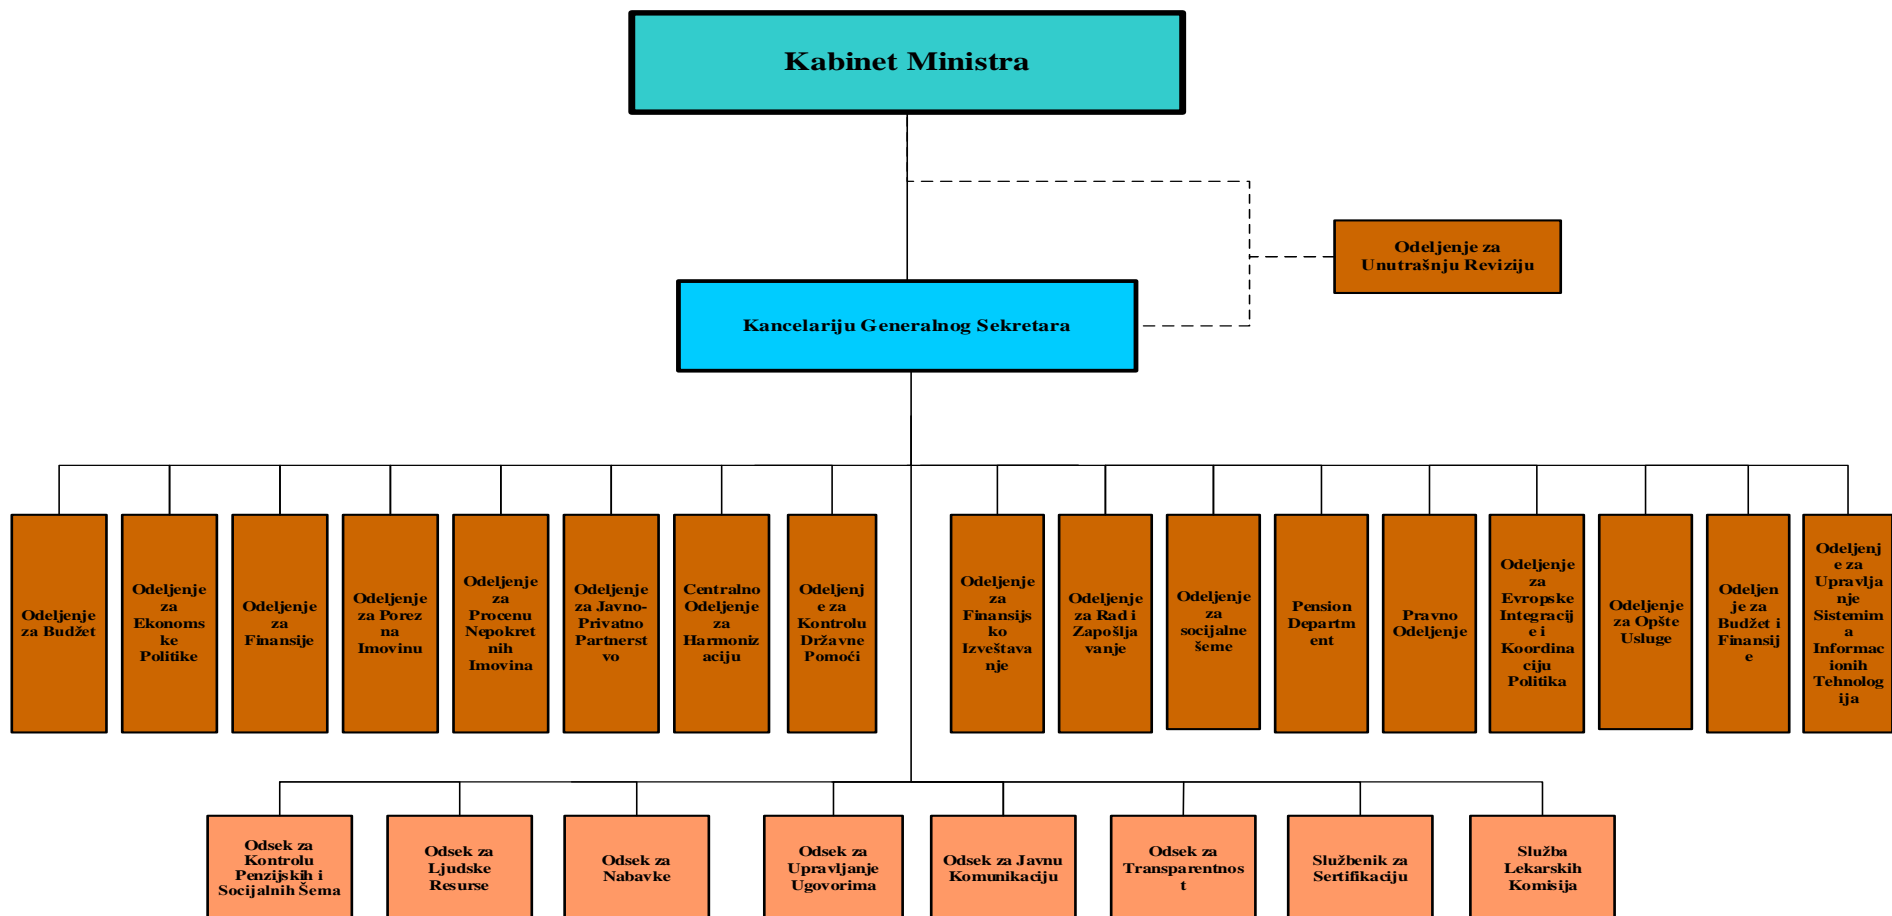 Kabinet Ministra
Odeljenje za
Unutrašnju Reviziju
Kancelariju Generalnog Sekretara
Odeljenje
za Budžet
Odeljenje
za
Ekonoms
ke
Politike
Odeljenje
za
Finansije
Odeljenje
za Porez
na
Imovinu
Odeljenje
za
Procenu
Nepokret
nih
Imovina
Odeljenje
za Javno-
Privatno
Partnerst
vo
Centralno
Odeljenje
za
Harmoniz
aciju
Odeljenj
e za
Kontrolu
Državne
Pomoći
Odeljenje
za
Finansijs
ko
Izveštava
nje
Odeljenje
za Rad i
Zapošlja
vanje
Odeljenje
za
socijalne
šeme
Pension
Departm
ent
Pravno
Odeljenje
Odeljenje
za
Evropske
Integracij
e i
Koordina
ciju
Politika
Odeljenje
za Opšte
Usluge
Odeljen
je za
Budžet i
Finansij
e
Odeljenj
e za
Upravlja
nje
Sistemim
a
Informac
ionih
Tehnolog
ija
Odsek za
Kontrolu
Penzijskih i
Socijalnih Šema
Odsek za
Ljudske
Resurse
Odsek za
Nabavke
Odsek za
Upravljanje
Ugovorima
Odsek za Javnu
Komunikaciju
Odsek za
Transparentnos
t
Službenik za
Sertifikaciju
Služba
Lekarskih
Komisija